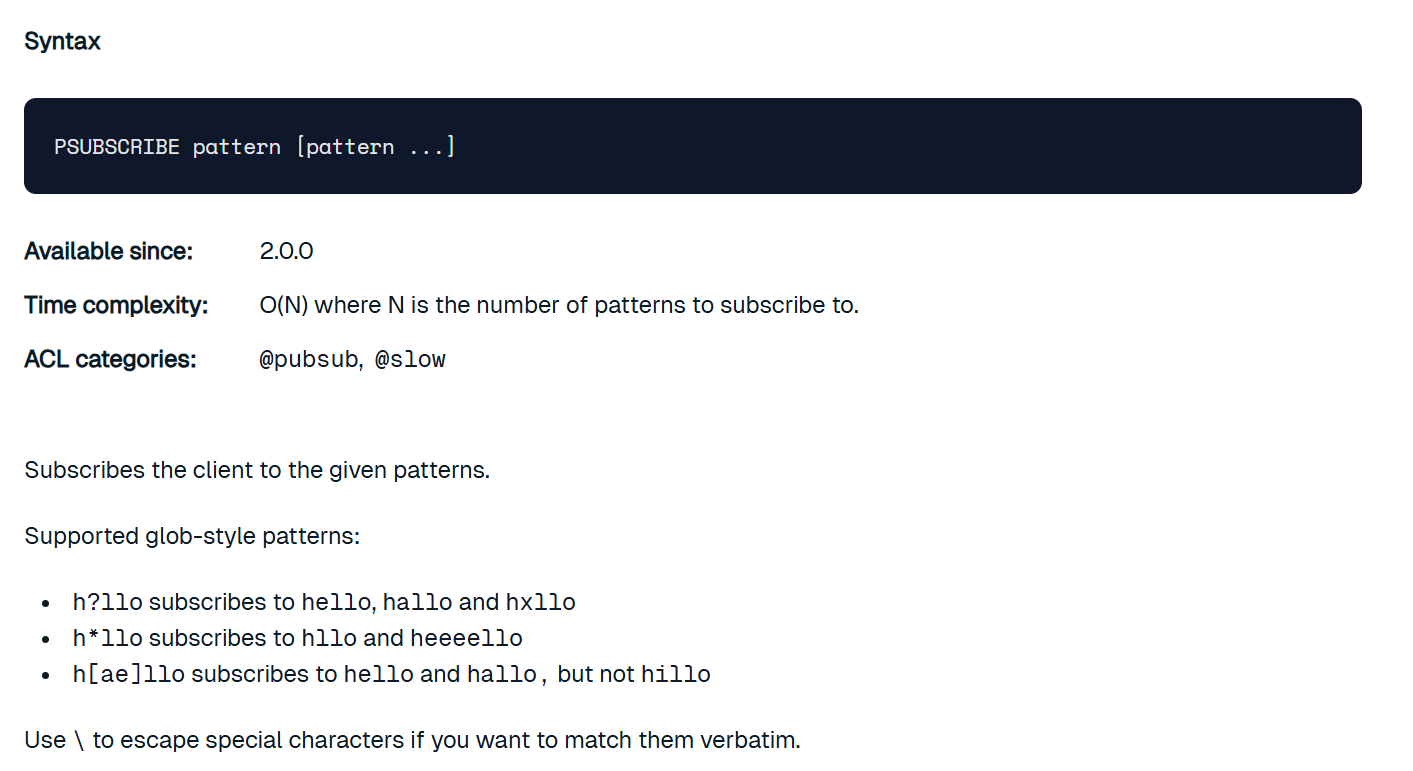 Syntax
PSUBSCRIBE pattern [pattern ...]
Available since: 2.0.0
Time complexity: O(N) where N is the number of patterns to subscribe to.
ACL categories: @pubsub, @slow
Subscribes the client to the given patterns.
Supported glob-style patterns:
• h?llo subscribes to hello, hallo and hxllo
• h*llo subscribes to hllo and heeeello
• h[ae]llo subscribes to hello and hallo, but not hillo
Use \ to escape special characters if you want to match them verbatim.